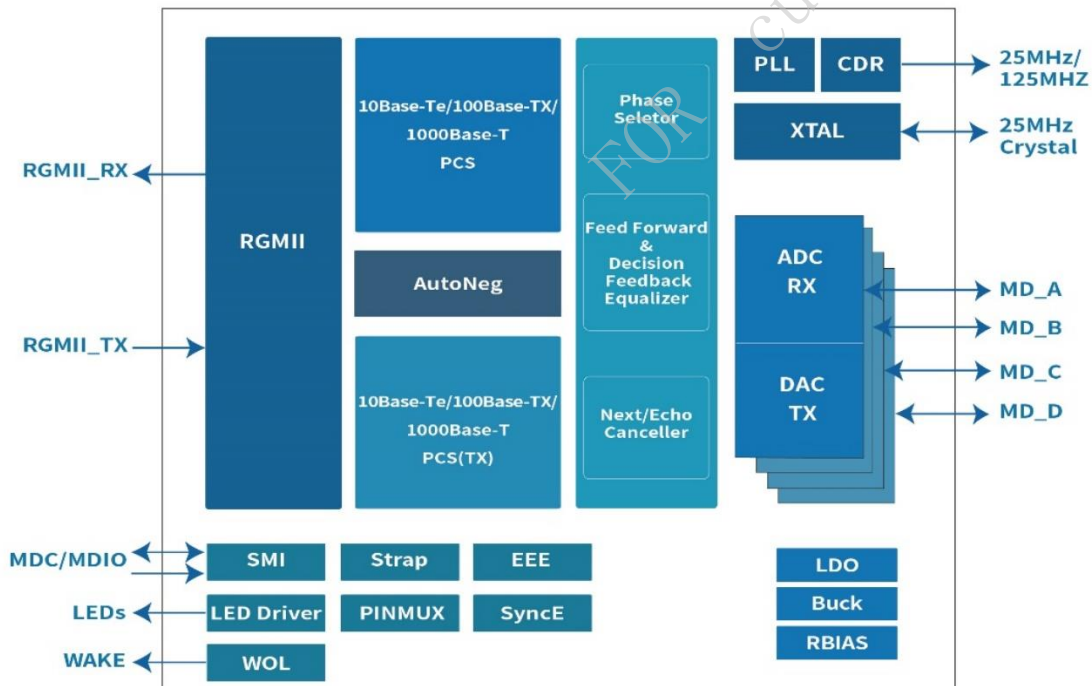 PLL
CDR
25MHz/
125MHZ
XTAL
25MHz
Crystal
10Base-Te/100Base-TX/
1000Base-T
PCS
Phase
Seletor
RGMII_RX
RGMII
Feed Forward
&
Decision
Feedback
Equalizer
AutoNeg
ADC
RX
MD_A
MD_B
RGMII_TX
MD_C
DAC
TX
MD_D
10Base-Te/100Base-TX/
1000Base-T
PCS(TX)
Next/Echo
Canceller
MDC/MDIO
SMI
Strap
EEE
LDO
LEDs
LED Driver
PINMUX
SyncE
Buck
WAKE
WOL
RBIAS
FOR